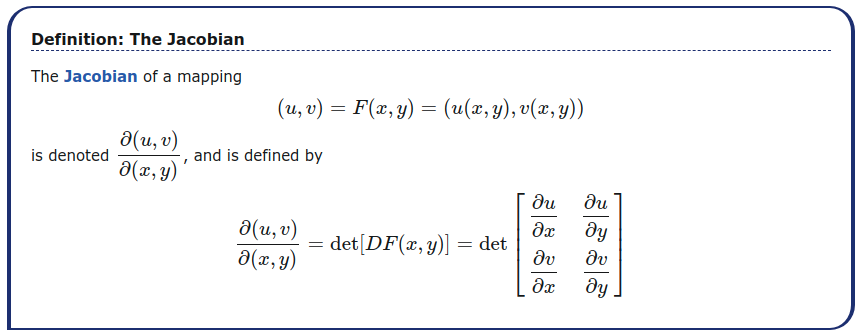 Definition: The Jacobian
The Jacobian of a mapping
(u, v) = F(x, y) = (u(x, y), v(x, y))
is denoted ∂(u, v)/∂(x, y), and is defined by
∂(u, v)/∂(x, y) = det[DF(x, y)] = det [∂u/∂x ∂u/∂y; ∂v/∂x ∂v/∂y]